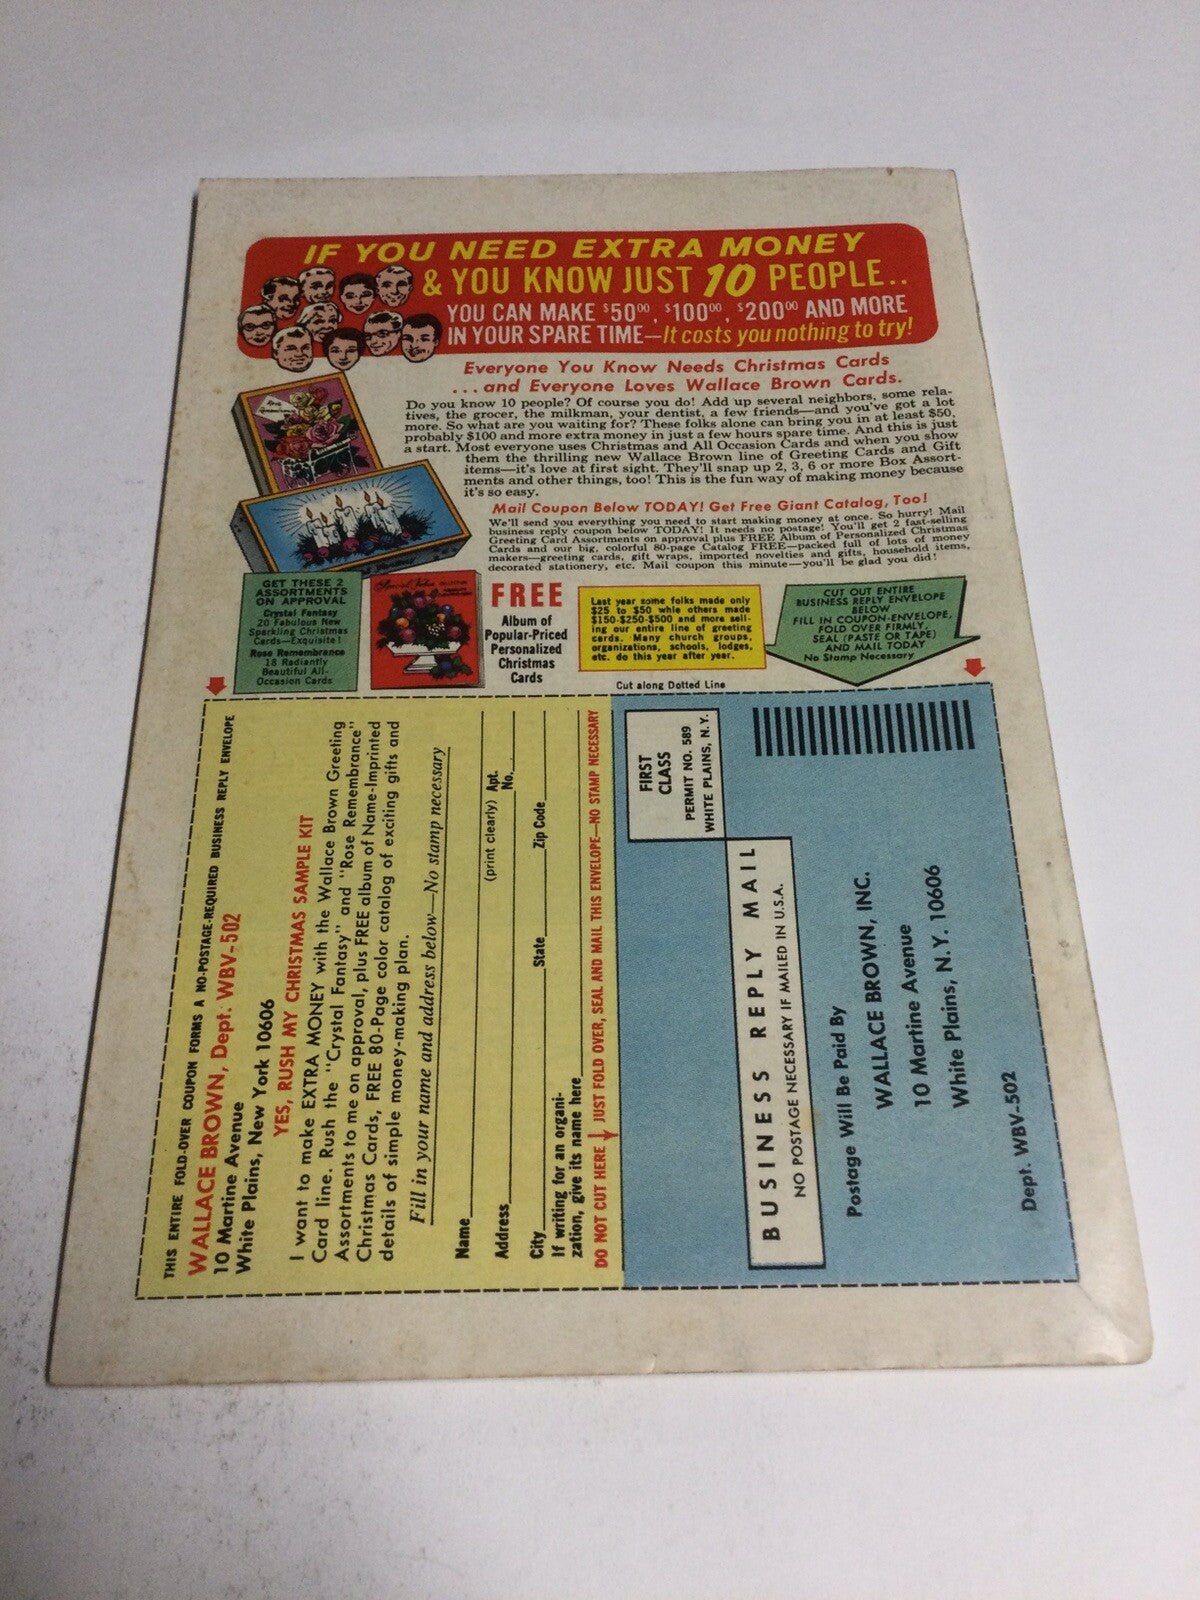 IF YOU NEED EXTRA MONEY
& YOU KNOW JUST 10 PEOPLE..
YOU CAN MAKE $50.00, $100.00, $200.00 AND MORE
IN YOUR SPARE TIME—It costs you nothing to try!
Everyone You Know Needs Christmas Cards
...and Everyone Loves Wallace Brown Cards.
Do you know 10 people? Of course you do! Add up several neighbors, some rela-
tives, the grocer, the milkman, your dentist, a few friends—and you've got a lot
more. So what are you waiting for? These folks alone can bring you in at least $50,
probably $100 and more extra money in just a few hours spare time. And this is just
a start. Most everyone uses Christmas and All Occasion Cards and when you show
them the thrilling new Wallace Brown line of Greeting Cards and Gift
items—it's love at first sight. They'll snap up 2, 3, 6 or more Box Assort-
ments and other things, too! This is the fun way of making money because
it's so easy.
Mail Coupon Below TODAY! Get Free Giant Catalog, Too!
We'll send you everything you need to start making money at once. So hurry! Mail
business reply coupon below TODAY! It needs no postage! You'll get 2 fast-selling
Greeting Card Assortments on approval plus FREE Album of Personalized Christmas
Cards and our big, colorful 80-page Catalog FREE—packed full of lots of money
makers—greeting cards, gift wraps, imported novelties and gifts, household items,
decorated stationery, etc. Mail coupon this minute—you'll be glad you did!
Rose Remembrance
GET THESE 2
ASSORTMENTS
ON APPROVAL
Crystal Fantasy
20 Fabulous New
Sparkling Christmas
Cards—Exquisite!
Rose Remembrance
18 Radiantly
Beautiful All-
Occasion Cards
Special Value
FREE
Album of
Popular-Priced
Personalized
Christmas
Cards
Last year some folks made only
$25 to $50 while others made
$150-$250-$500 and more sell-
ing our entire line of greeting
cards. Many church groups,
organizations, schools, lodges,
etc. do this year after year.
CUT OUT ENTIRE
BUSINESS REPLY ENVELOPE
BELOW
FILL IN COUPON-ENVELOPE,
FOLD OVER FIRMLY,
SEAL (PASTE OR TAPE)
AND MAIL TODAY
No Stamp Necessary
Cut along Dotted Line
THIS ENTIRE FOLD-OVER COUPON FORMS A NO-POSTAGE-REQUIRED BUSINESS REPLY ENVELOPE
WALLACE BROWN, Dept. WBV-502
10 Martine Avenue
White Plains, New York 10606
YES, RUSH MY CHRISTMAS SAMPLE KIT
I want to make EXTRA MONEY with the Wallace Brown Greeting
Card line. Rush the "Crystal Fantasy" and "Rose Remembrance"
Assortments to me on approval, plus FREE album of Name-Imprinted
Christmas Cards, FREE 80-Page color catalog of exciting gifts and
details of simple money-making plan.
Fill in your name and address below—No stamp necessary
Name
(print clearly) Apt.
Address No.
City State Zip Code
If writing for an organi-
zation, give its name here
DO NOT CUT HERE JUST FOLD OVER, SEAL AND MAIL THIS ENVELOPE—NO STAMP NECESSARY
FIRST
CLASS
PERMIT NO. 589
WHITE PLAINS, N.Y.
BUSINESS REPLY MAIL
NO POSTAGE NECESSARY IF MAILED IN U.S.A.
Postage Will Be Paid By
WALLACE BROWN, INC.
10 Martine Avenue
White Plains, N.Y. 10606
Dept. WBV-502